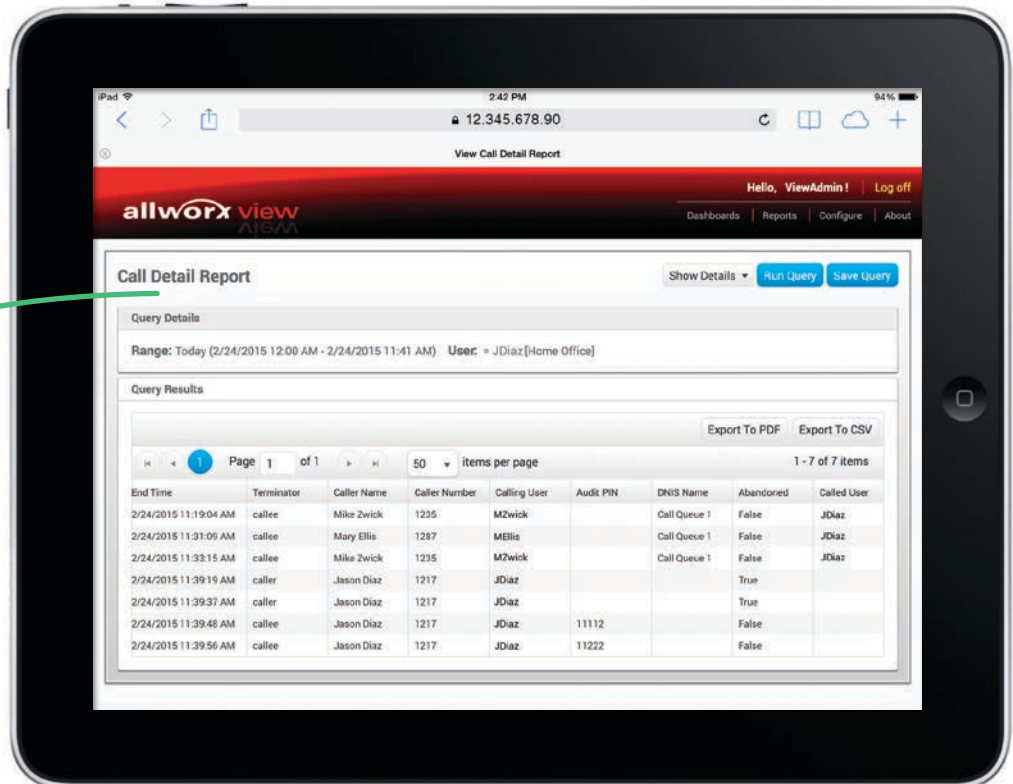 iPad 2:42 PM 94%
12.345.678.90
View Call Detail Report
Hello, ViewAdmin! Log off
allworx view
Dashboards Reports Configure About
Call Detail Report Show Details Run Query Save Query
Query Details
Range: Today (2/24/2015 12:00 AM - 2/24/2015 11:41 AM) User: = JDiaz[Home Office]
Query Results
Export To PDF Export To CSV
1 Page 1 of 1 50 items per page 1 - 7 of 7 items
End Time Terminator Caller Name Caller Number Calling User Audit PIN DNIS Name Abandoned Called User
2/24/2015 11:19:04 AM callee Mike Zwick 1235 MZwick Call Queue 1 False JDiaz
2/24/2015 11:31:09 AM callee Mary Ellis 1287 MEllis Call Queue 1 False JDiaz
2/24/2015 11:33:15 AM callee Mike Zwick 1235 MZwick Call Queue 1 False JDiaz
2/24/2015 11:39:19 AM caller Jason Diaz 1217 JDiaz True
2/24/2015 11:39:37 AM caller Jason Diaz 1217 JDiaz True
2/24/2015 11:39:48 AM callee Jason Diaz 1217 JDiaz 11112 False
2/24/2015 11:39:56 AM callee Jason Diaz 1217 JDiaz 11222 False